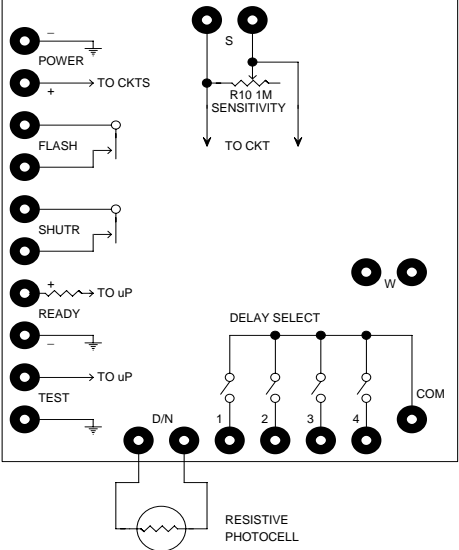 −
POWER
+ TO CKTS
S
R10 1M
SENSITIVITY
TO CKT
FLASH
SHUTR
+ TO uP
READY
−
W
DELAY SELECT
TO uP
TEST
COM
D/N 1 2 3 4
RESISTIVE
PHOTOCELL